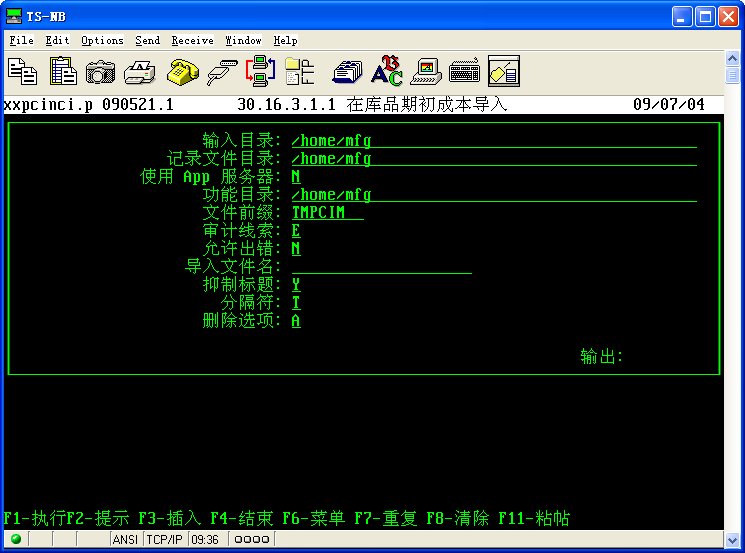 TS-NB
File Edit Options Send Receive Window Help
xxpcinci.p 090521.1 30.16.3.1.1 在库品期初成本导入 09/07/04
输入目录: /home/mfg
记录文件目录: /home/mfg
使用 App 服务器: N
功能目录: /home/mfg
文件前缀: TMPCIM
审计线索: E
允许出错: N
导入文件名:
抑制标题: Y
分隔符: T
删除选项: A
输出:
F1-执行F2-提示 F3-插入 F4-结束 F6-菜单 F7-重复 F8-清除 F11-粘帖
ANSI TCP/IP 09:36